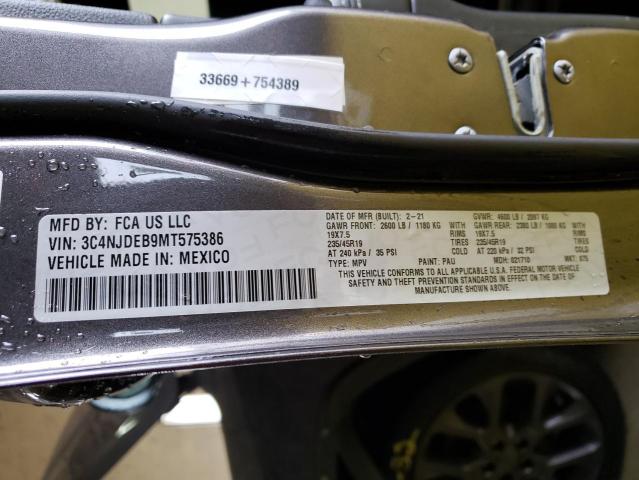 33669+754389
MFD BY: FCA US LLC
VIN: 3C4NJDEB9MT575386
VEHICLE MADE IN: MEXICO
DATE OF MFR (BUILT): 2-21 GVWR: 4600 LB / 2087 KG
GAWR FRONT: 2600 LB / 1180 KG RIMS GAWR REAR: 2380 LB / 1080 KG RIMS
19X7.5 19X7.5
235/45R19 TIRES 235/45R19 TIRES
AT 240 kPa / 35 PSI COLD AT 220 kPa / 32 PSI COLD
TYPE: MPV PAINT: PAU MDH: 021710 MKT: 675
THIS VEHICLE CONFORMS TO ALL APPLICABLE U.S.A. FEDERAL MOTOR VEHICLE
SAFETY AND THEFT PREVENTION STANDARDS IN EFFECT ON THE DATE OF
MANUFACTURE SHOWN ABOVE.